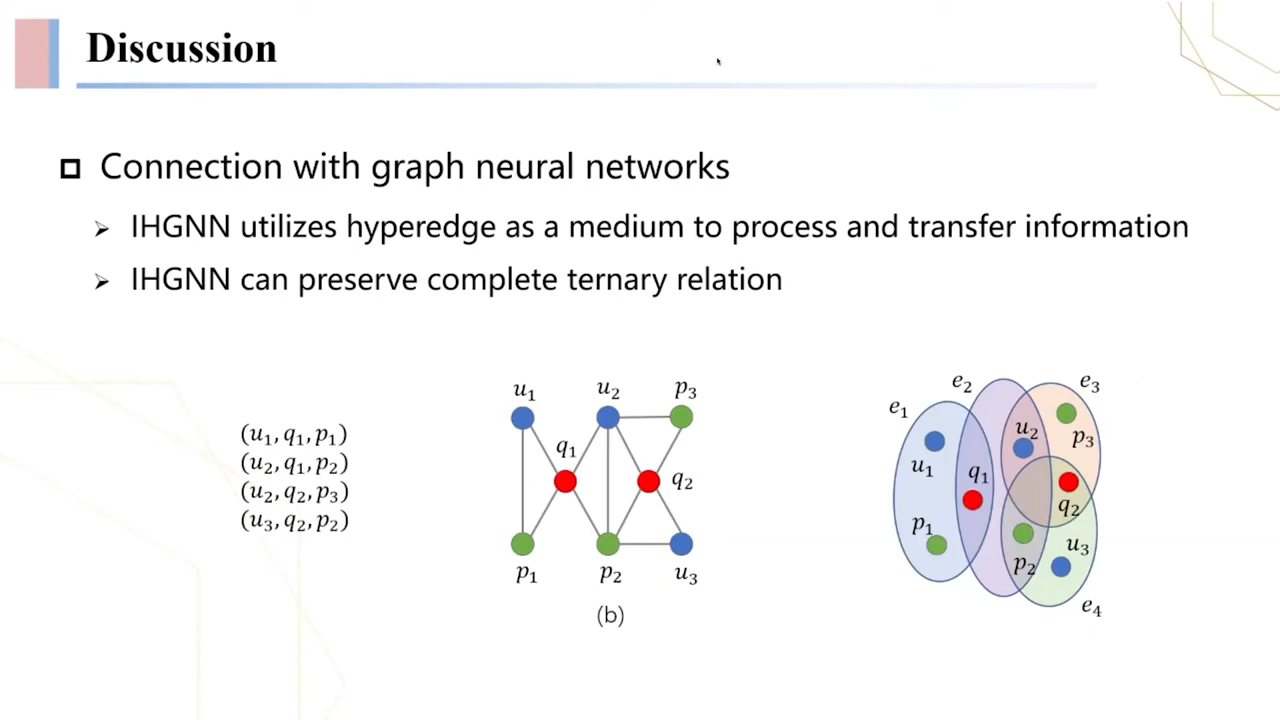 Discussion
Connection with graph neural networks
IHGNN utilizes hyperedge as a medium to process and transfer information
IHGNN can preserve complete ternary relation
(u₁, q₁, p₁)
(u₂, q₁, p₂)
(u₂, q₂, p₃)
(u₃, q₂, p₂)
u₁ u₂ p₃
q₁ q₂
p₁ p₂ u₃
(b)
e₁ e₂ e₃
u₁ q₁ u₂ p₃
p₁ q₂
p₂ u₃
e₄